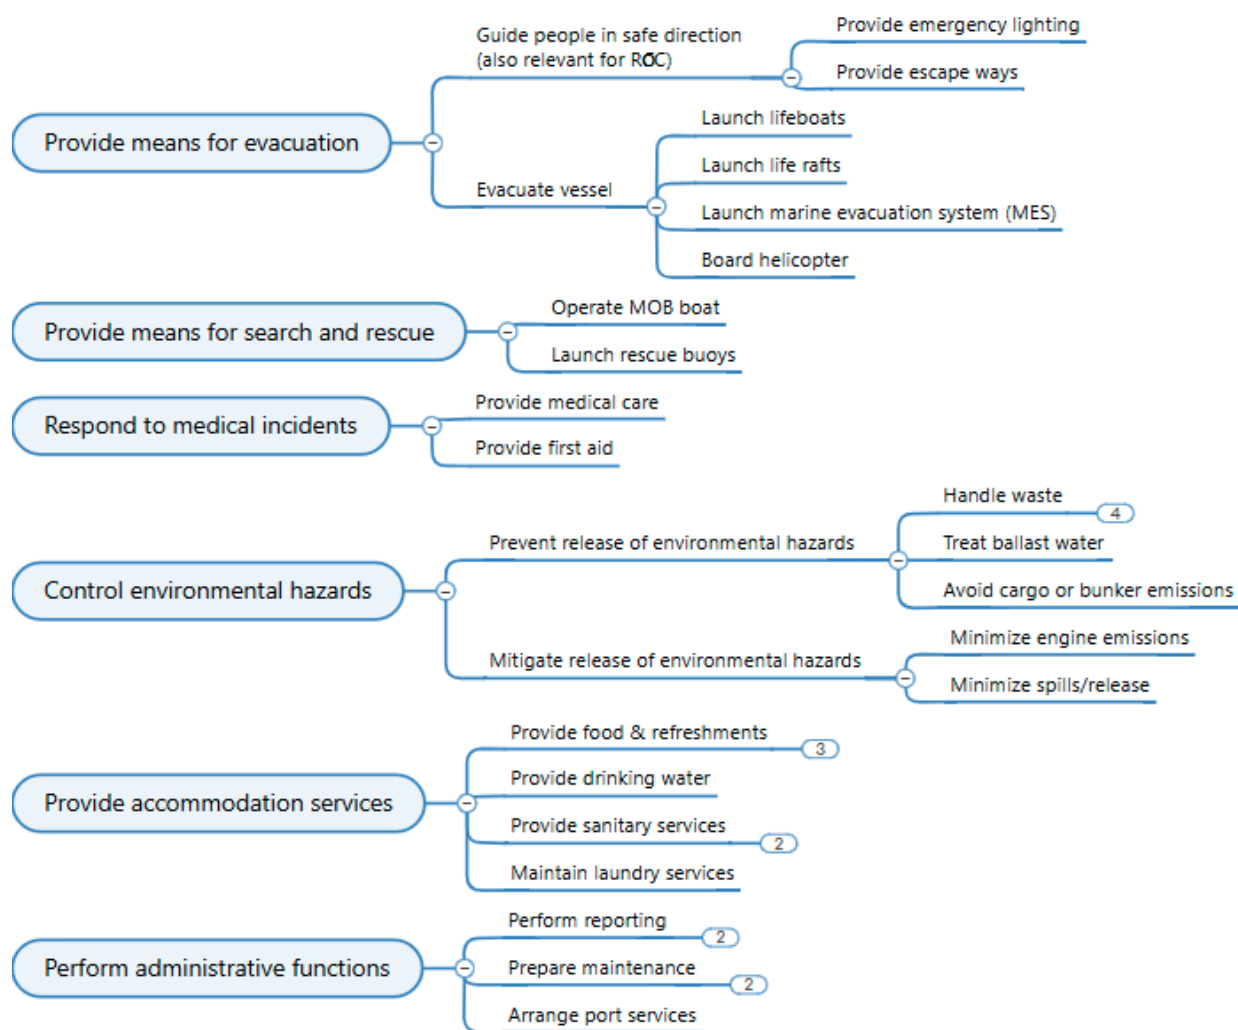 Provide means for evacuation
Guide people in safe direction
(also relevant for ROC)
Provide emergency lighting
Provide escape ways
Evacuate vessel
Launch lifeboats
Launch life rafts
Launch marine evacuation system (MES)
Board helicopter
Provide means for search and rescue
Operate MOB boat
Launch rescue buoys
Respond to medical incidents
Provide medical care
Provide first aid
Control environmental hazards
Prevent release of environmental hazards
Handle waste
4
Treat ballast water
Avoid cargo or bunker emissions
Mitigate release of environmental hazards
Minimize engine emissions
Minimize spills/release
Provide accommodation services
Provide food & refreshments
3
Provide drinking water
Provide sanitary services
2
Maintain laundry services
Perform administrative functions
Perform reporting
2
Prepare maintenance
2
Arrange port services